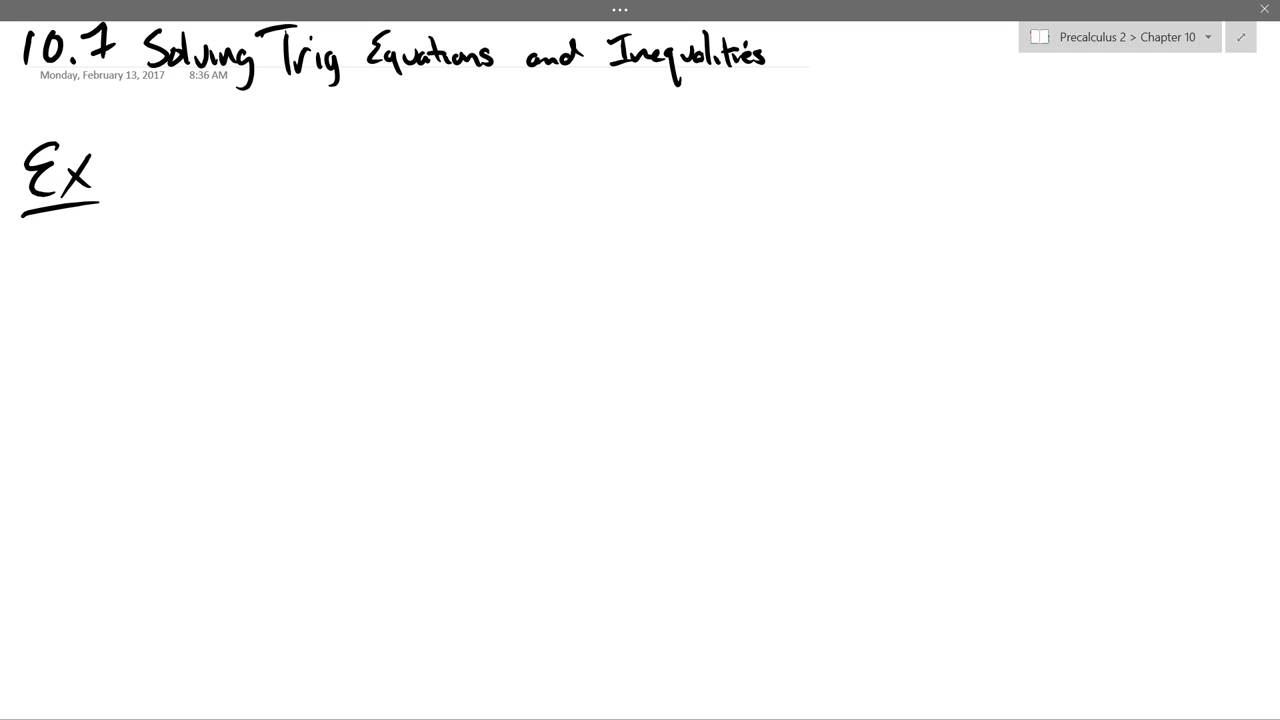 10.7 Solving Trig Equations and Inequalities
Precalculus 2 > Chapter 10
Monday, February 13, 2017 8:36 AM
Ex